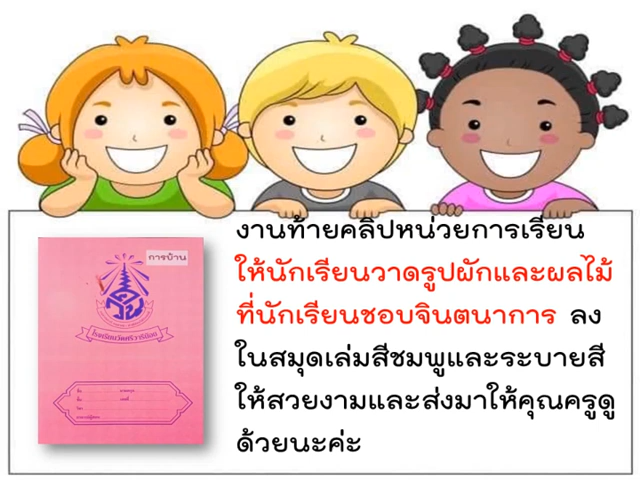 งานท้ายคลิปหน่วยการเรียน
ให้นักเรียนวาดรูปผักและผลไม้
ที่นักเรียนชอบจินตนาการ ลง
ในสมุดเล่มสีชมพูและระบายสี
ให้สวยงามและส่งมาให้คุณครูดู
ด้วยนะค่ะ
การบ้าน